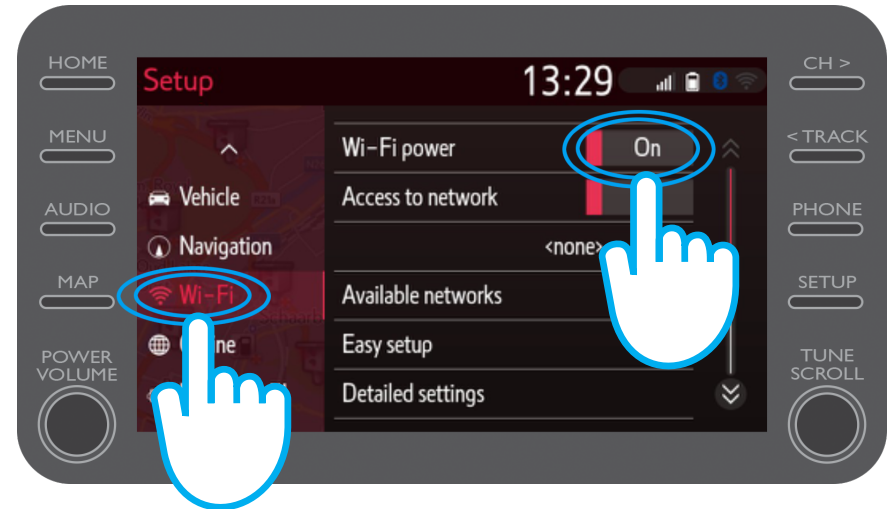 HOME
MENU
AUDIO
MAP
POWER
VOLUME
Setup
13:29
Vehicle
Navigation
Wi-Fi
Wi-Fi power
On
Access to network
<none>
Available networks
Easy setup
Detailed settings
CH >
< TRACK
PHONE
SETUP
TUNE
SCROLL